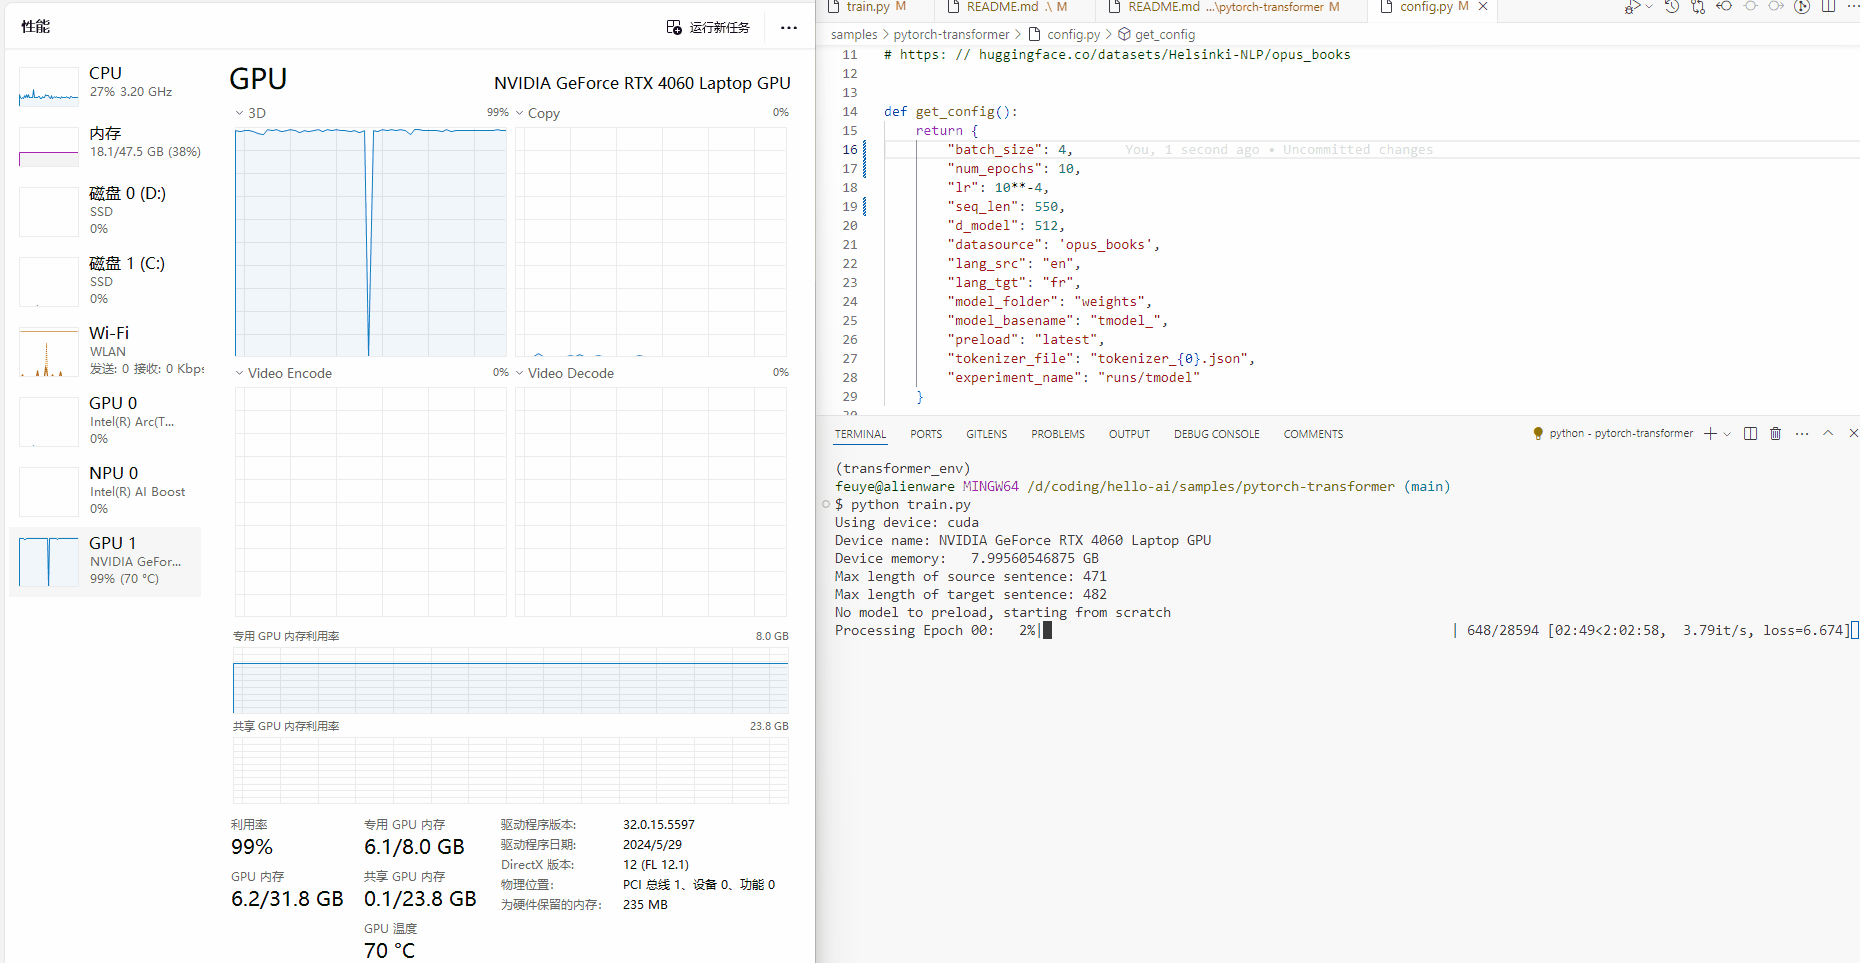 性能
运行新任务
CPU
27% 3.20 GHz
内存
18.1/47.5 GB (38%)
磁盘 0 (D:)
SSD
0%
磁盘 1 (C:)
SSD
0%
Wi-Fi
WLAN
发送: 0 接收: 0 Kbps
GPU 0
Intel(R) Arc(T...
0%
NPU 0
Intel(R) AI Boost
0%
GPU 1
NVIDIA GeFor...
99% (70 °C)
GPU
NVIDIA GeForce RTX 4060 Laptop GPU
3D 99%
Copy 0%
Video Encode 0%
Video Decode 0%
专用 GPU 内存利用率 8.0 GB
共享 GPU 内存利用率 23.8 GB
利用率
99%
专用 GPU 内存
6.1/8.0 GB
GPU 内存
6.2/31.8 GB
共享 GPU 内存
0.1/23.8 GB
GPU 温度
70 °C
驱动程序版本: 32.0.15.5597
驱动程序日期: 2024/5/29
DirectX 版本: 12 (FL 12.1)
物理位置: PCI 总线 1、设备 0、功能 0
为硬件保留的内存: 235 MB
train.py M README.md .\ M README.md ...\pytorch-transformer M config.py M
samples > pytorch-transformer > config.py > get_config
11 # https: // huggingface.co/datasets/Helsinki-NLP/opus_books
12
13
14 def get_config():
15 return {
16 "batch_size": 4, You, 1 second ago • Uncommitted changes
17 "num_epochs": 10,
18 "lr": 10**-4,
19 "seq_len": 550,
20 "d_model": 512,
21 "datasource": 'opus_books',
22 "lang_src": "en",
23 "lang_tgt": "fr",
24 "model_folder": "weights",
25 "model_basename": "tmodel_",
26 "preload": "latest",
27 "tokenizer_file": "tokenizer_{0}.json",
28 "experiment_name": "runs/tmodel"
29 }
TERMINAL PORTS GITLENS PROBLEMS OUTPUT DEBUG CONSOLE COMMENTS python - pytorch-transformer
(transformer_env)
feuye@alienware MINGW64 /d/coding/hello-ai/samples/pytorch-transformer (main)
$ python train.py
Using device: cuda
Device name: NVIDIA GeForce RTX 4060 Laptop GPU
Device memory: 7.99560546875 GB
Max length of source sentence: 471
Max length of target sentence: 482
No model to preload, starting from scratch
Processing Epoch 00: 2%| | 648/28594 [02:49<2:02:58, 3.79it/s, loss=6.674]